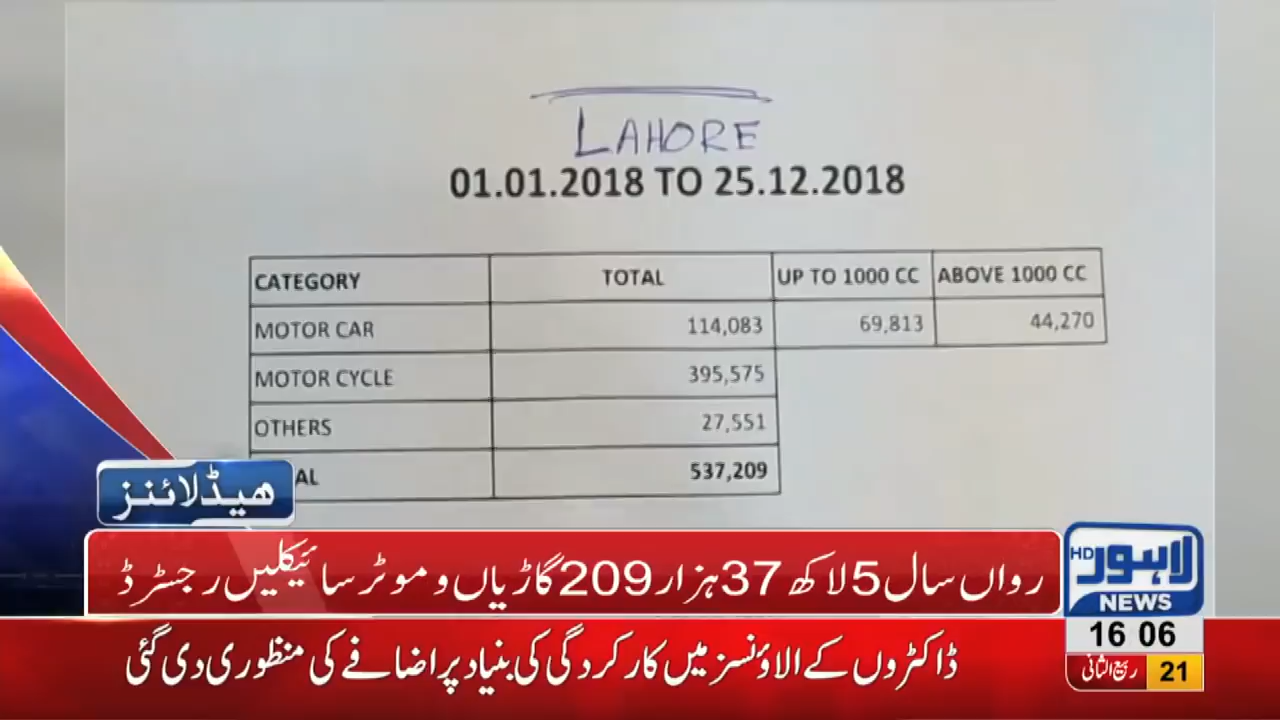 LAHORE
01.01.2018 TO 25.12.2018
CATEGORY TOTAL UP TO 1000 CC ABOVE 1000 CC
MOTOR CAR 114,083 69,813 44,270
MOTOR CYCLE 395,575
OTHERS 27,551
AL 537,209
ھیڈلائنز
رواں سال 5 لاکھ 37 ہزار 209 گاڑیاں و موٹرسائیکلیں رجسٹرڈ
لاہور HD
NEWS
16 06
ڈاکٹروں کے الاؤنسز میں کارکردگی کی بنیاد پر اضافے کی منظوری دی گئی
21 ربیع الثانی